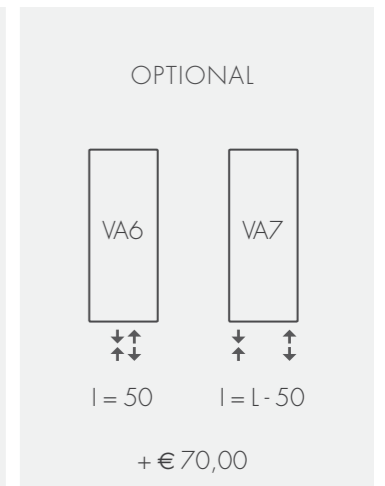 OPTIONAL
VA6 VA7
I = 50 I = L - 50
+ € 70,00